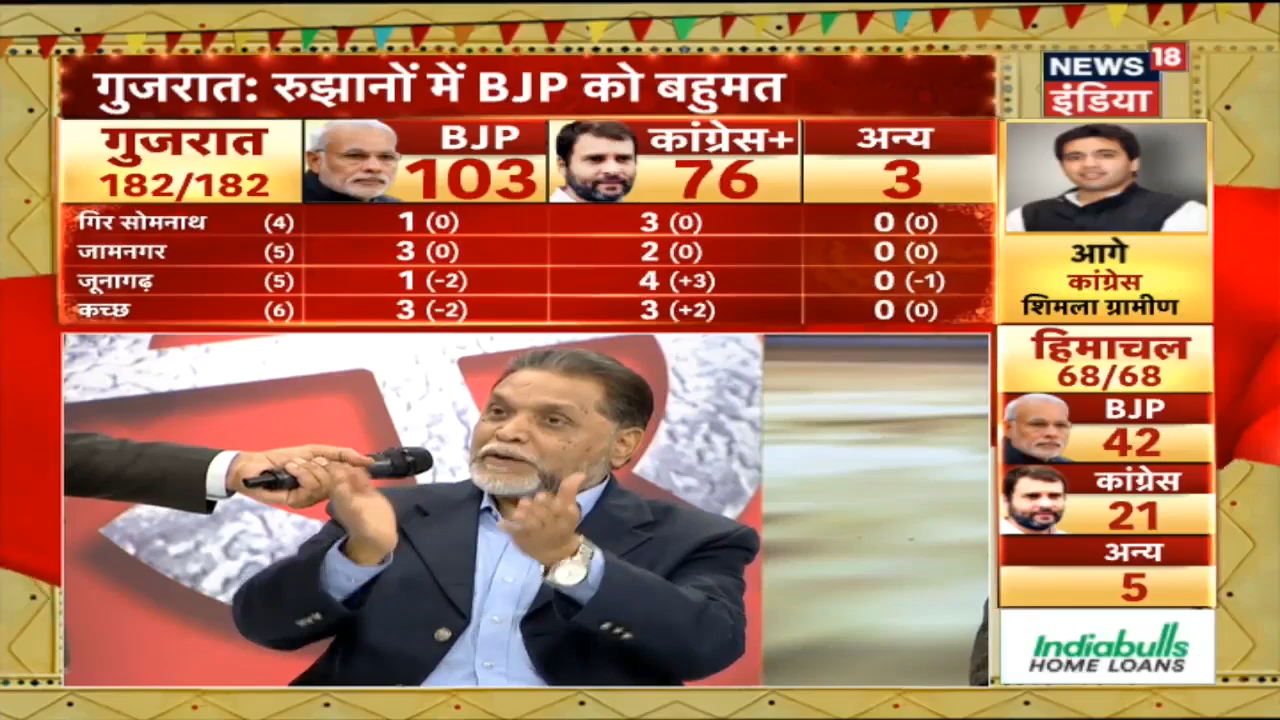 गुजरात: रुझानों में BJP को बहुमत
NEWS 18
इंडिया
गुजरात
182/182
BJP
103
कांग्रेस+
76
अन्य
3
गिर सोमनाथ (4) 1 (0) 3 (0) 0 (0)
जामनगर (5) 3 (0) 2 (0) 0 (0)
जूनागढ़ (5) 1 (-2) 4 (+3) 0 (-1)
कच्छ (6) 3 (-2) 3 (+2) 0 (0)
आगे
कांग्रेस
शिमला ग्रामीण
हिमाचल
68/68
BJP
42
कांग्रेस
21
अन्य
5
Indiabulls
HOME LOANS